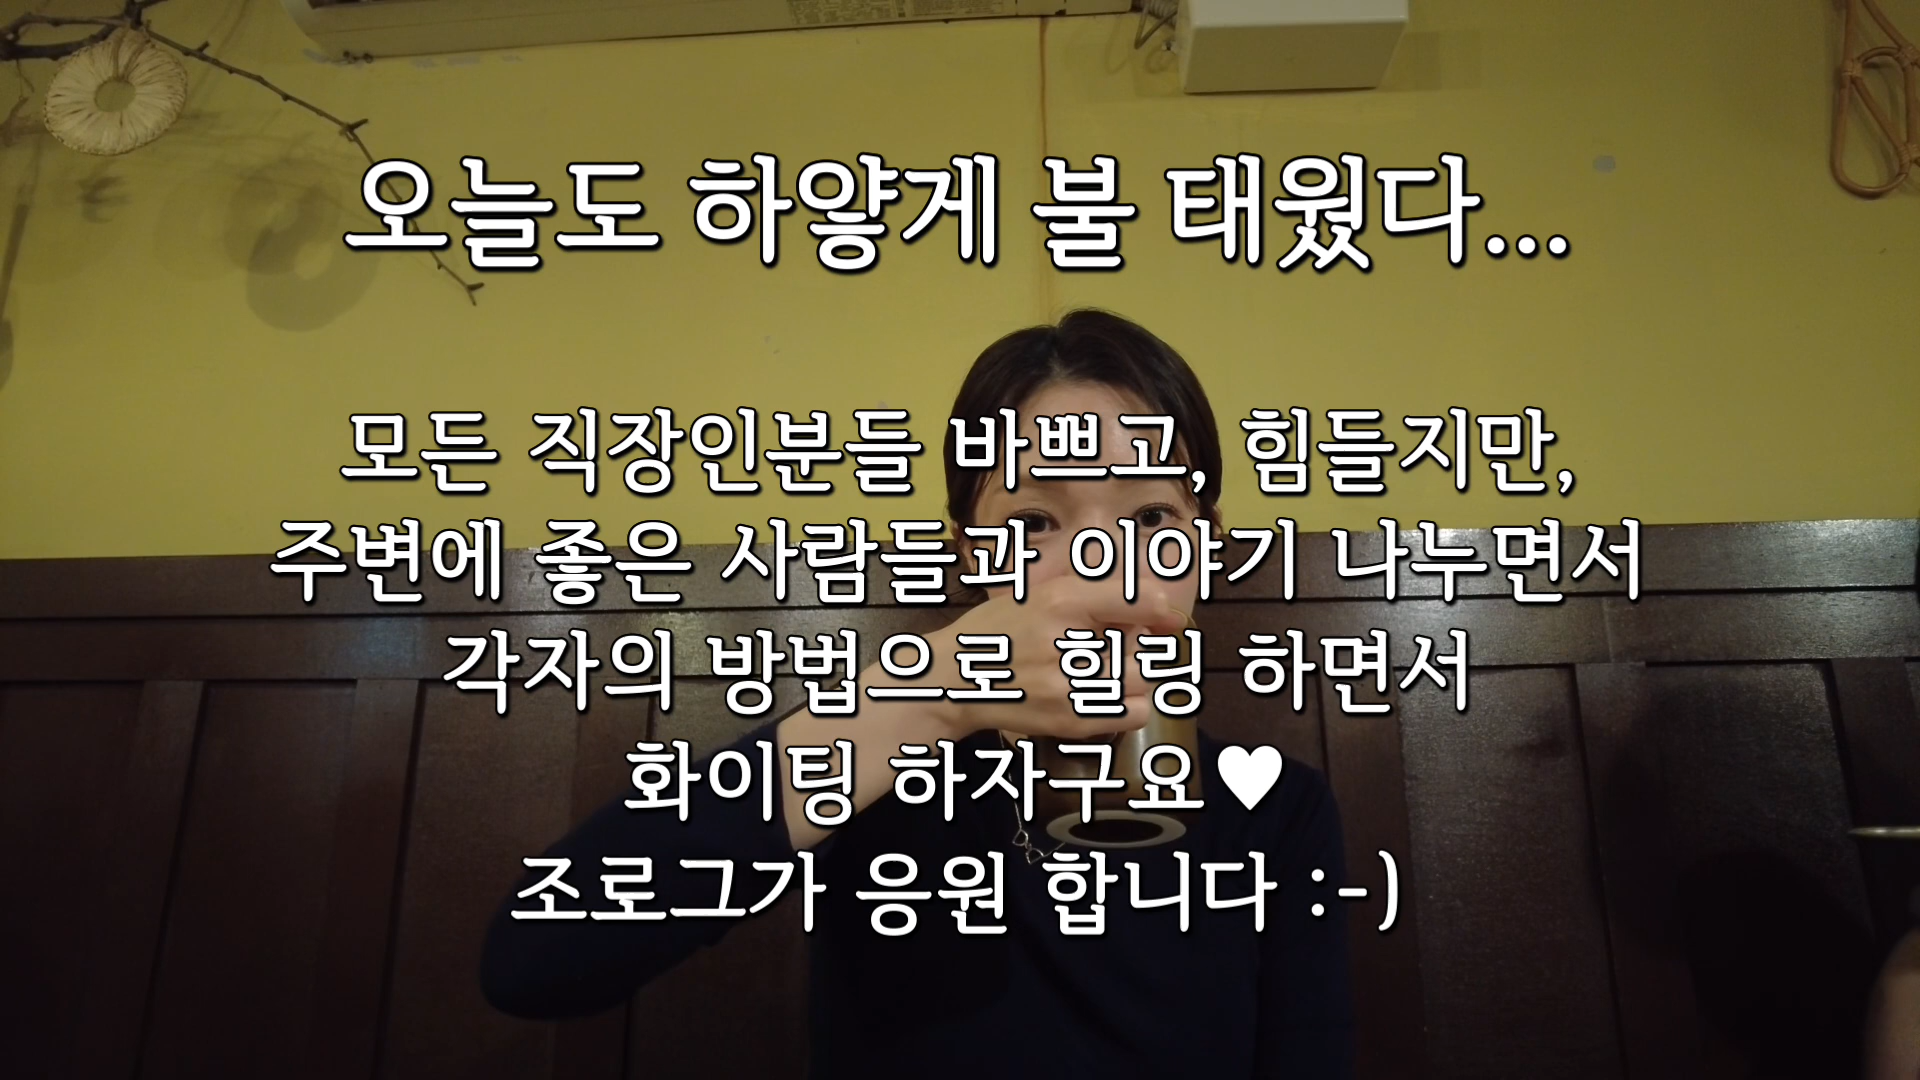 오늘도 하얗게 불 태웠다...
모든 직장인분들 바쁘고, 힘들지만,
주변에 좋은 사람들과 이야기 나누면서
각자의 방법으로 힐링 하면서
화이팅 하자구요♥
조로그가 응원 합니다 :-)